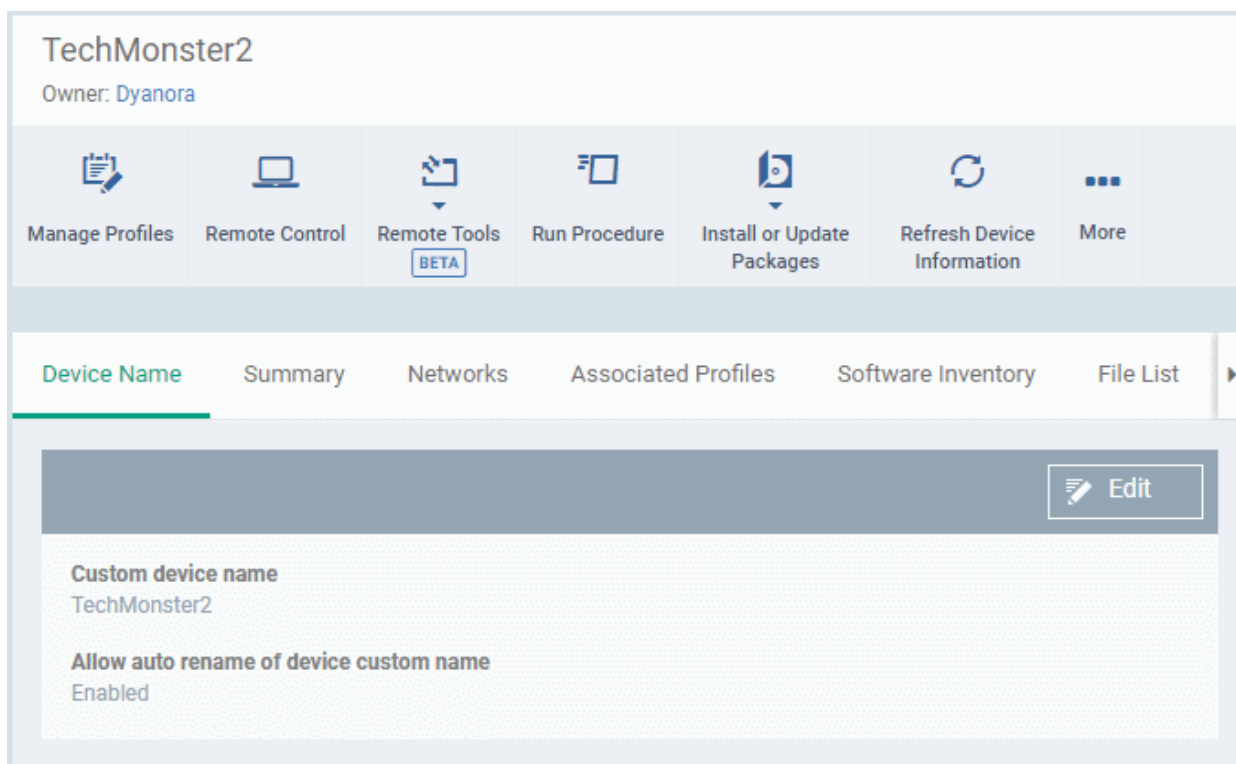 TechMonster2
Owner: Dyanora
Manage Profiles
Remote Control
Remote Tools
BETA
Run Procedure
Install or Update
Packages
Refresh Device
Information
More
Device Name
Summary
Networks
Associated Profiles
Software Inventory
File List
Edit
Custom device name
TechMonster2
Allow auto rename of device custom name
Enabled